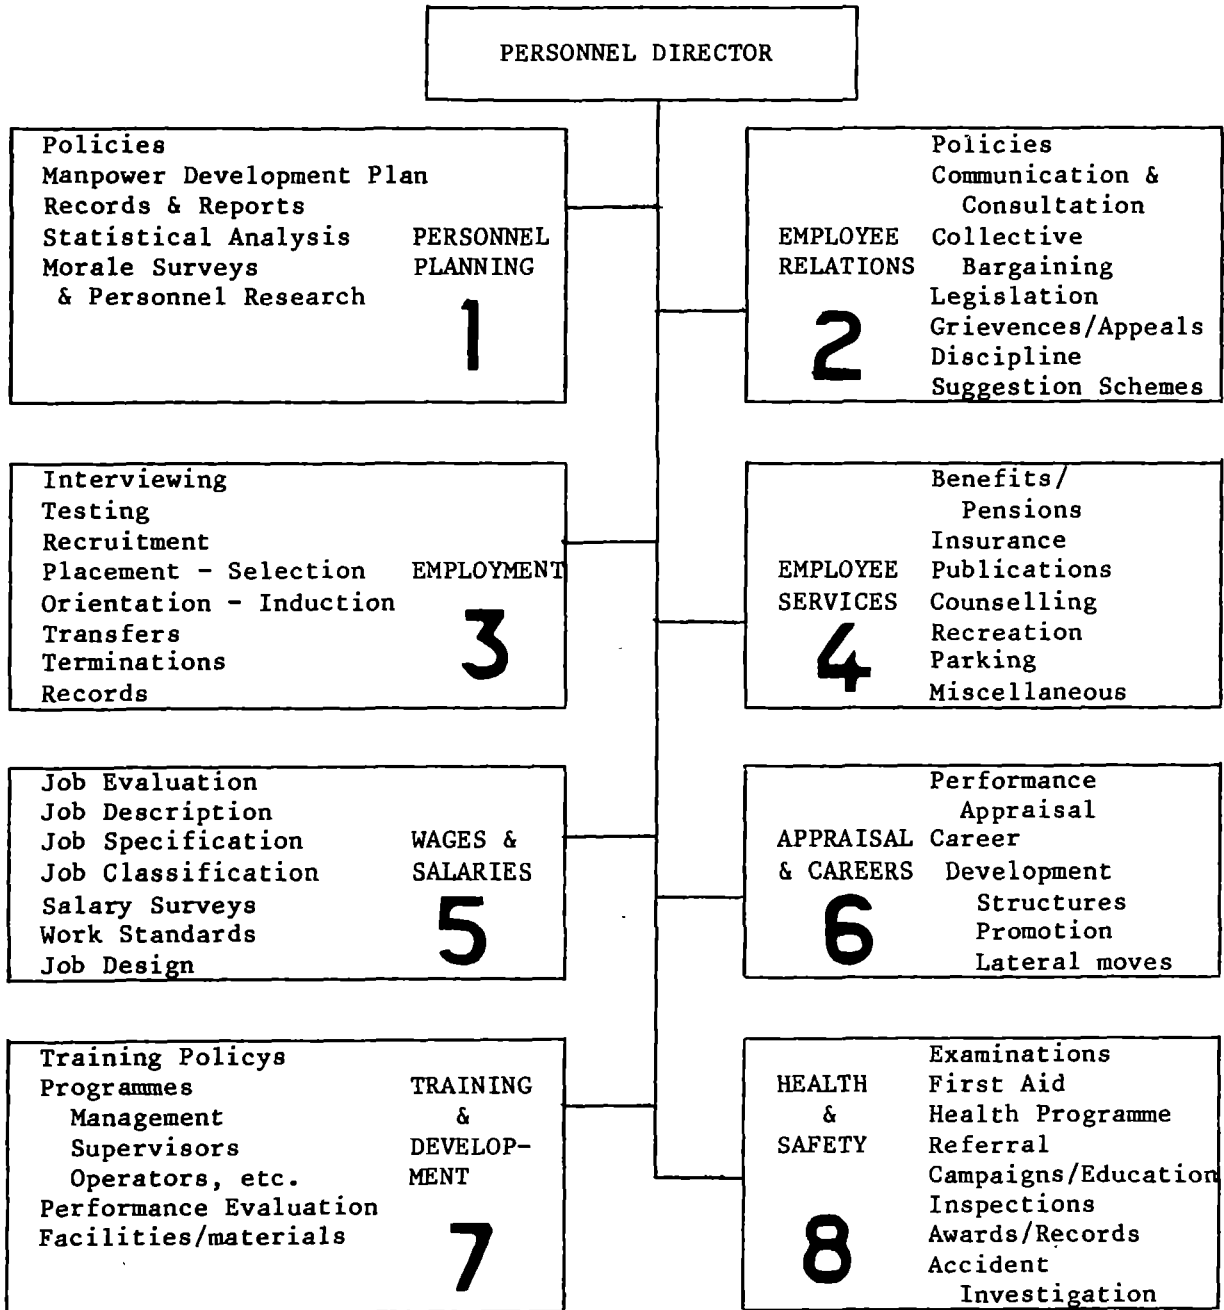 PERSONNEL DIRECTOR
Policies
Manpower Development Plan
Records & Reports
Statistical Analysis
Morale Surveys
& Personnel Research
PERSONNEL
PLANNING
1
EMPLOYEE
RELATIONS
2
Policies
Communication &
Consultation
Collective
Bargaining
Legislation
Grievences/Appeals
Discipline
Suggestion Schemes
Interviewing
Testing
Recruitment
Placement - Selection
Orientation - Induction
Transfers
Terminations
Records
EMPLOYMENT
3
EMPLOYEE
SERVICES
4
Benefits/
Pensions
Insurance
Publications
Counselling
Recreation
Parking
Miscellaneous
Job Evaluation
Job Description
Job Specification
Job Classification
Salary Surveys
Work Standards
Job Design
WAGES &
SALARIES
5
APPRAISAL
& CAREERS
6
Performance
Appraisal
Career
Development
Structures
Promotion
Lateral moves
Training Policys
Programmes
Management
Supervisors
Operators, etc.
Performance Evaluation
Facilities/materials
TRAINING
&
DEVELOP-
MENT
7
HEALTH
&
SAFETY
8
Examinations
First Aid
Health Programme
Referral
Campaigns/Education
Inspections
Awards/Records
Accident
Investigation